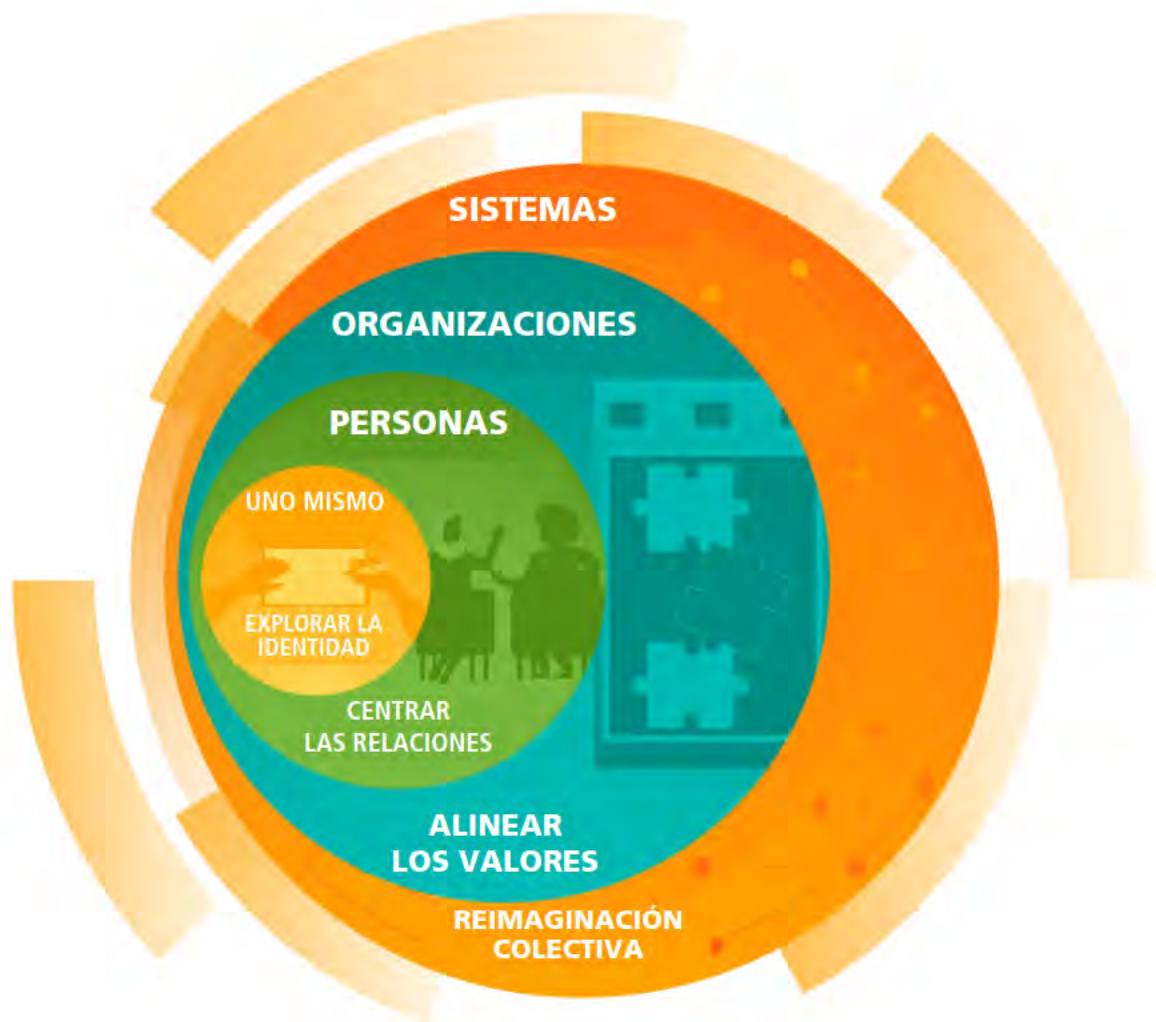 SISTEMAS
ORGANIZACIONES
PERSONAS
UNO MISMO
EXPLORAR LA
IDENTIDAD
CENTRAR
LAS RELACIONES
ALINEAR
LOS VALORES
REIMAGINACIÓN
COLECTIVA